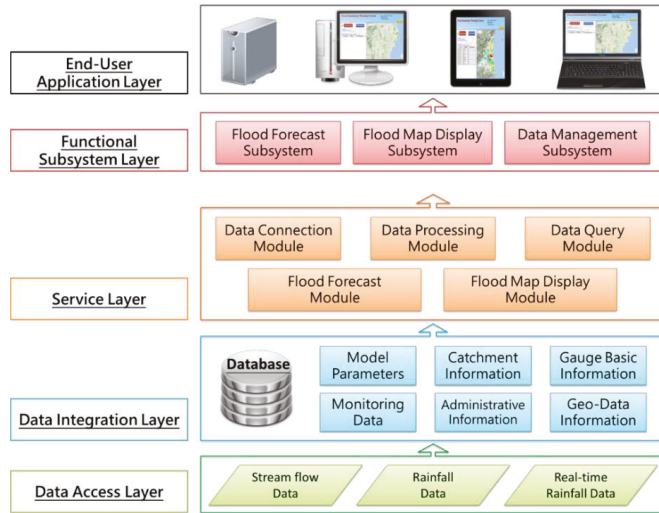 End-User
Application Layer
Functional
Subsystem Layer
Flood Forecast
Subsystem
Flood Map Display
Subsystem
Data Management
Subsystem
Service Layer
Data Connection
Module
Data Processing
Module
Data Query
Module
Flood Forecast
Module
Flood Map Display
Module
Data Integration Layer
Database
Model
Parameters
Catchment
Information
Gauge Basic
Information
Monitoring
Data
Administrative
Information
Geo-Data
Information
Data Access Layer
Stream flow
Data
Rainfall
Data
Real-time
Rainfall Data